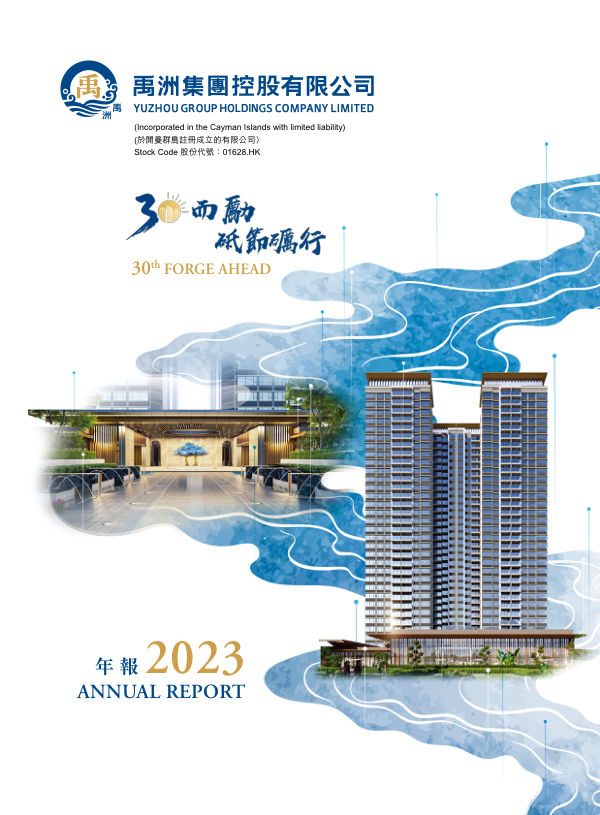 禹
禹
洲
禹洲集團控股有限公司
YUZHOU GROUP HOLDINGS COMPANY LIMITED
(Incorporated in the Cayman Islands with limited liability)
(於開曼群島註冊成立的有限公司)
Stock Code 股份代號：01628.HK
30 而勵
砥節礪行
30th FORGE AHEAD
年報 2023
ANNUAL REPORT